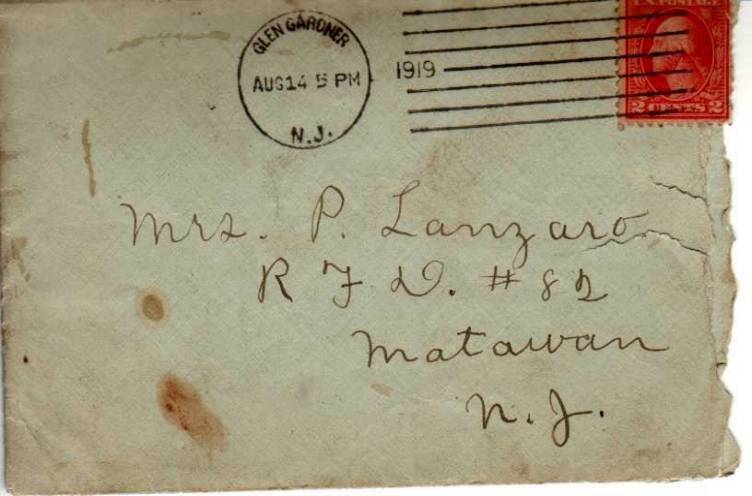 GLEN GARDNER
AUG 14 5 PM
N.J.
1919
U.S. POSTAGE
2 CENTS 2
Mrs. P. Lanzaro
R F D. # 82
Matawan
N. J.